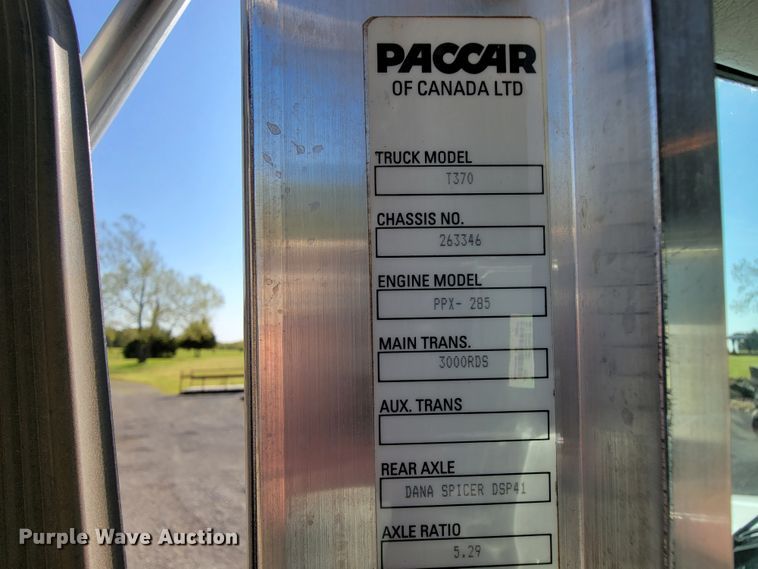 PACCAR
OF CANADA LTD
TRUCK MODEL
T370
CHASSIS NO.
263346
ENGINE MODEL
PPX- 285
MAIN TRANS.
3000RDS
AUX. TRANS
REAR AXLE
DANA SPICER DSP41
AXLE RATIO
5.29
Purple Wave Auction